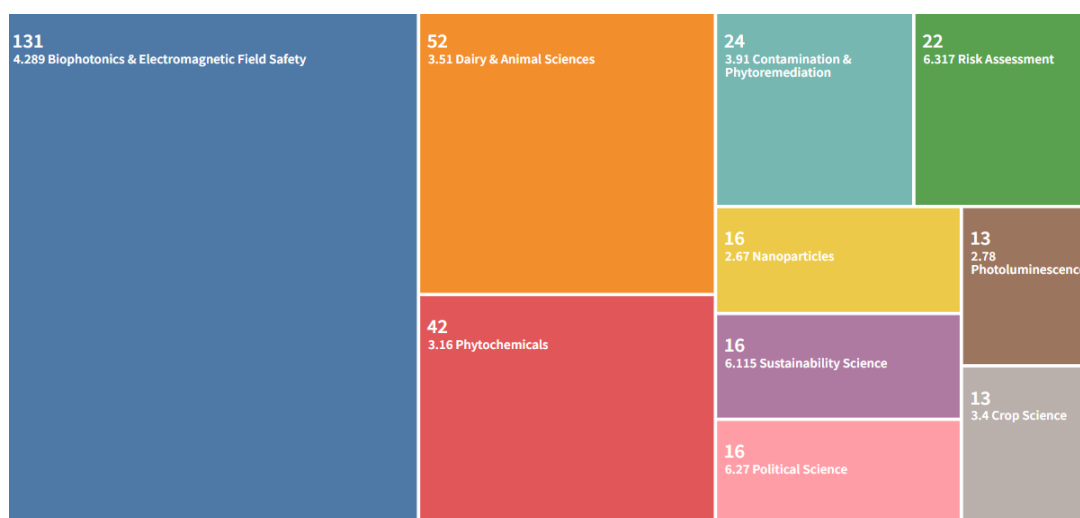 131
4.289 Biophotonics & Electromagnetic Field Safety
52
3.51 Dairy & Animal Sciences
42
3.16 Phytochemicals
24
3.91 Contamination &
Phytoremediation
22
6.317 Risk Assessment
16
2.67 Nanoparticles
16
6.115 Sustainability Science
16
6.27 Political Science
13
2.78
Photoluminescence
13
3.4 Crop Science